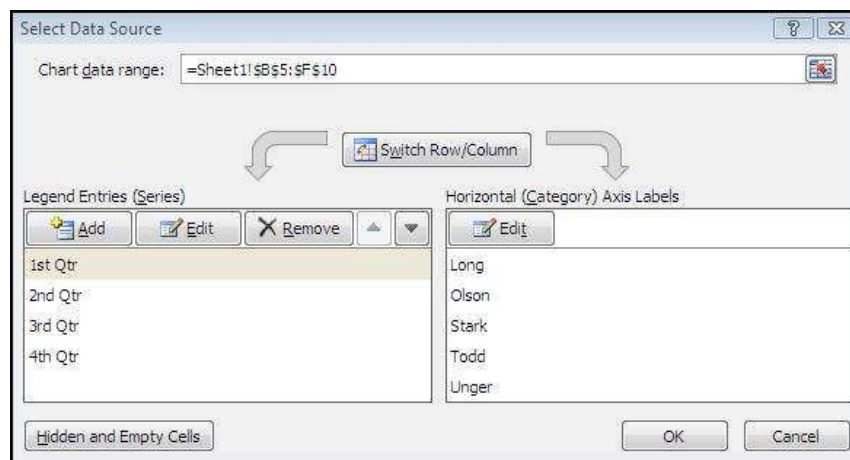 Select Data Source
Chart data range: =Sheet1!$B$5:$F$10
Switch Row/Column
Legend Entries (Series)
Add Edit Remove
1st Qtr
2nd Qtr
3rd Qtr
4th Qtr
Horizontal (Category) Axis Labels
Edit
Long
Olson
Stark
Todd
Unger
Hidden and Empty Cells
OK Cancel